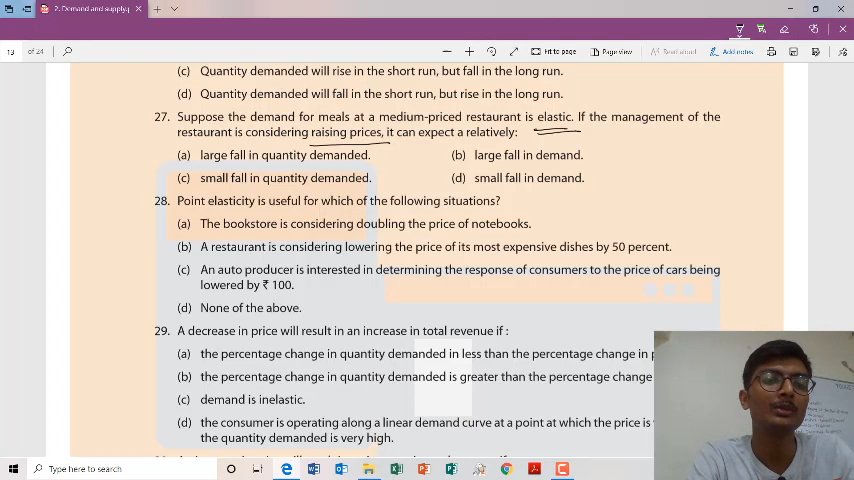 2. Demand and supply.p
13 of 24
Fit to page
Page view
Read aloud
Add notes
(c) Quantity demanded will rise in the short run, but fall in the long run.
(d) Quantity demanded will fall in the short run, but rise in the long run.
27. Suppose the demand for meals at a medium-priced restaurant is elastic. If the management of the
restaurant is considering raising prices, it can expect a relatively:
(a) large fall in quantity demanded. (b) large fall in demand.
(c) small fall in quantity demanded. (d) small fall in demand.
28. Point elasticity is useful for which of the following situations?
(a) The bookstore is considering doubling the price of notebooks.
(b) A restaurant is considering lowering the price of its most expensive dishes by 50 percent.
(c) An auto producer is interested in determining the response of consumers to the price of cars being
lowered by ₹ 100.
(d) None of the above.
29. A decrease in price will result in an increase in total revenue if :
(a) the percentage change in quantity demanded in less than the percentage change in p
(b) the percentage change in quantity demanded is greater than the percentage change
(c) demand is inelastic.
(d) the consumer is operating along a linear demand curve at a point at which the price is
the quantity demanded is very high.
Type here to search